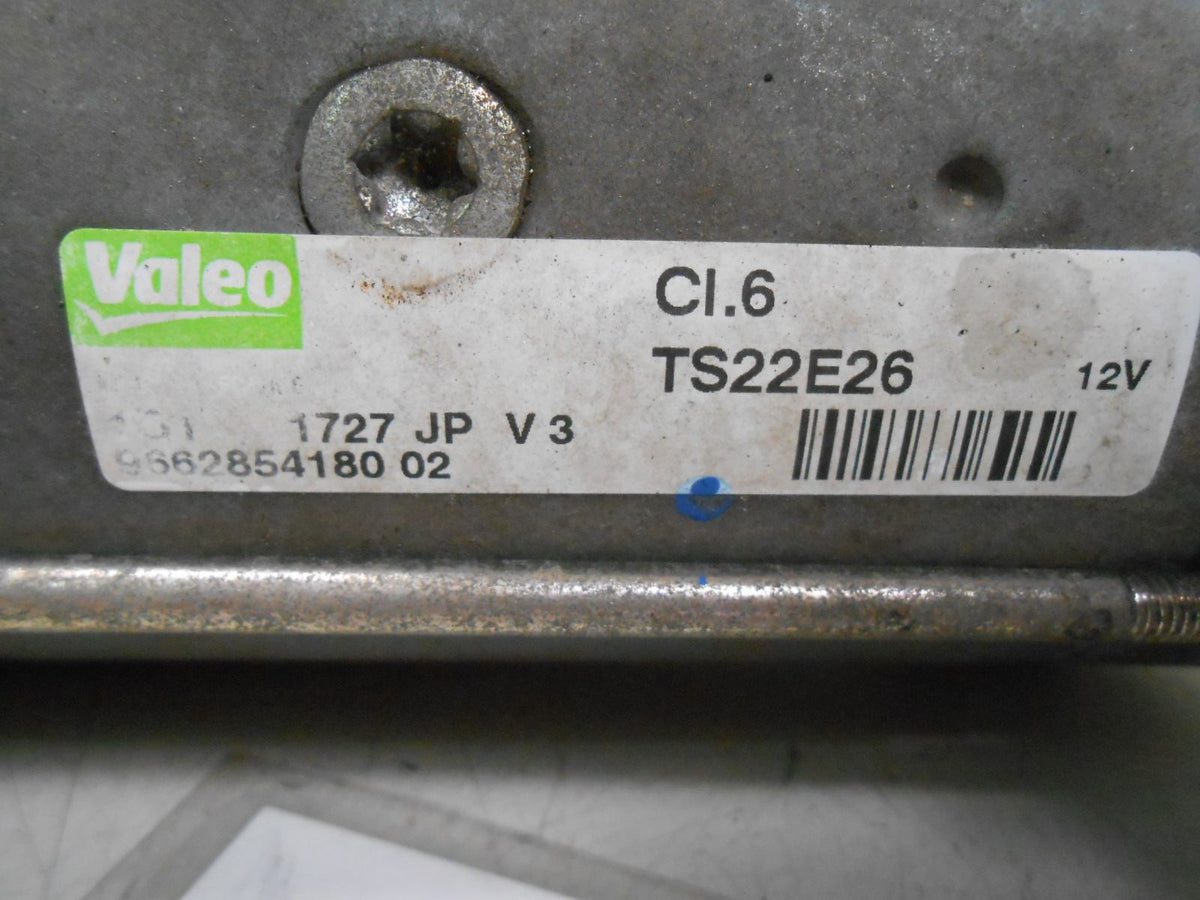 Valeo
Cl.6
TS22E26
12V
1727 JP V 3
9662854180 02